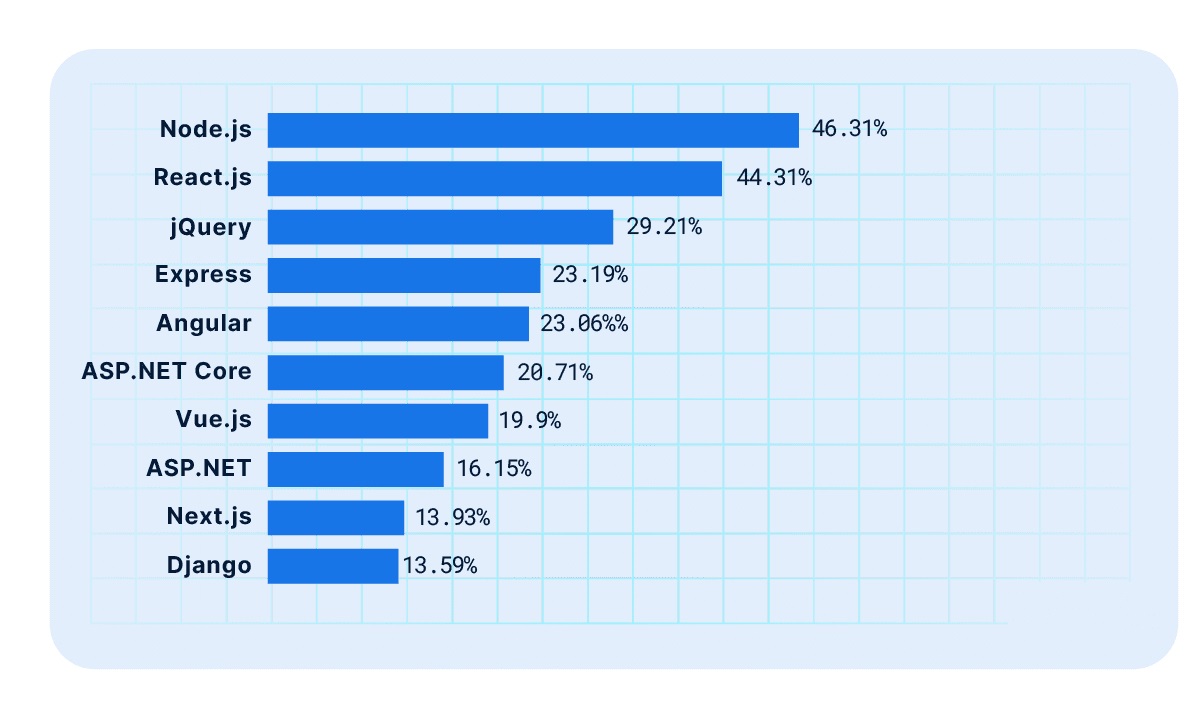 Node.js 46.31%
React.js 44.31%
jQuery 29.21%
Express 23.19%
Angular 23.06%%
ASP.NET Core 20.71%
Vue.js 19.9%
ASP.NET 16.15%
Next.js 13.93%
Django 13.59%